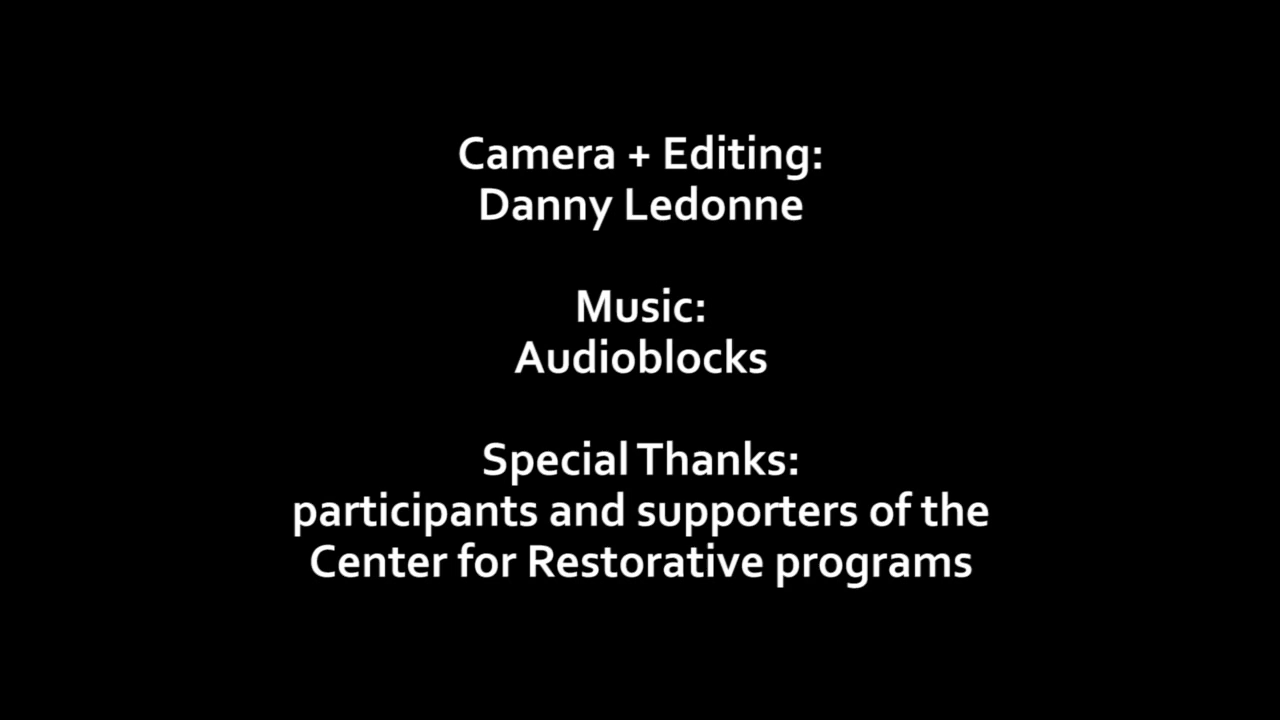 Camera + Editing:
Danny Ledonne
Music:
Audioblocks
Special Thanks:
participants and supporters of the
Center for Restorative programs